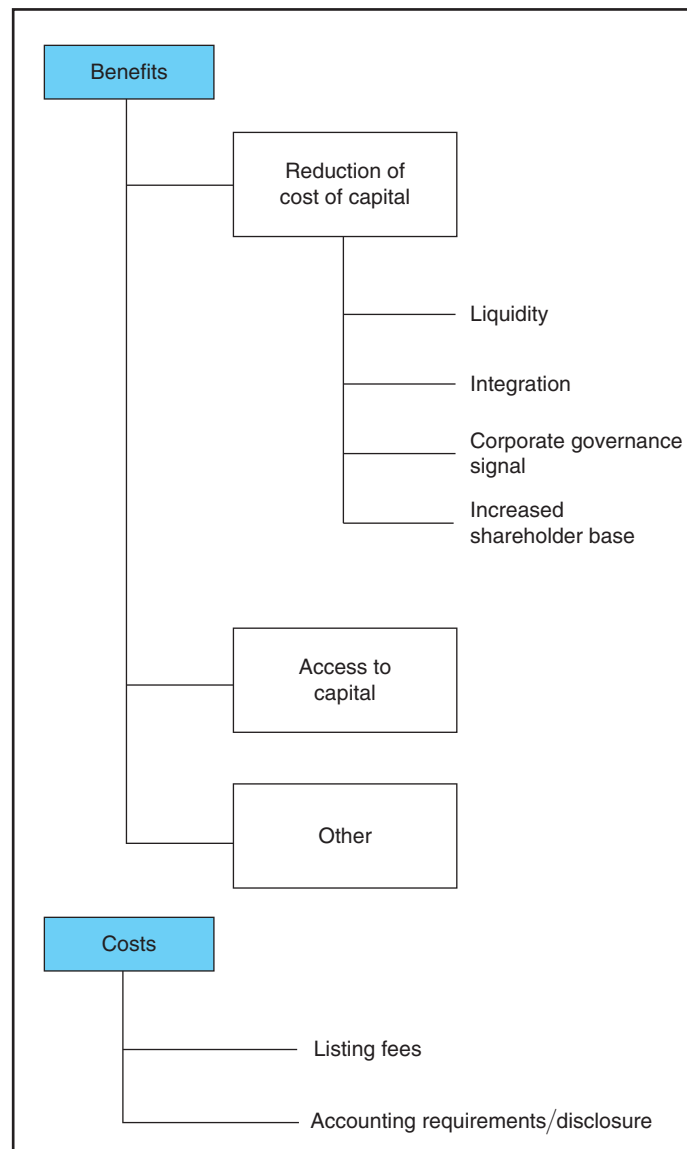 Benefits
Reduction of
cost of capital
Liquidity
Integration
Corporate governance
signal
Increased
shareholder base
Access to
capital
Other
Costs
Listing fees
Accounting requirements/disclosure